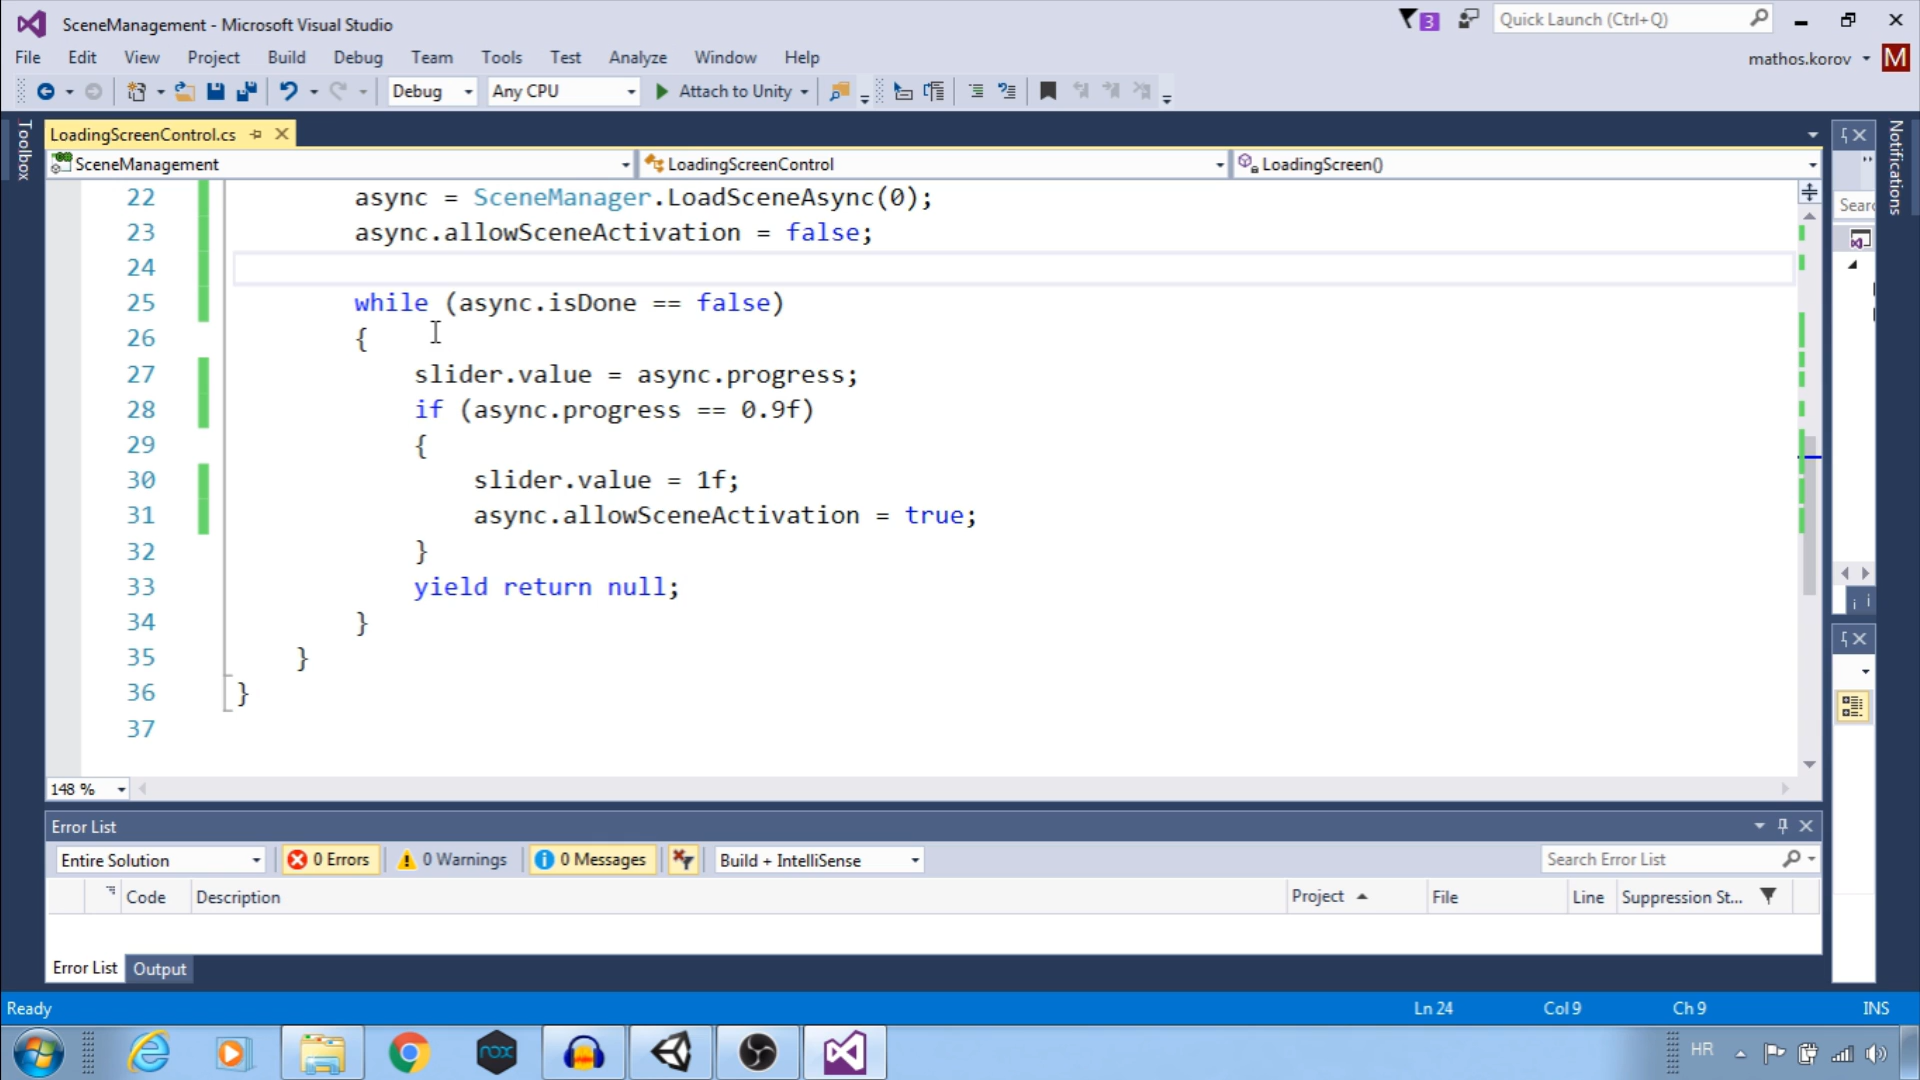 SceneManagement - Microsoft Visual Studio
3
Quick Launch (Ctrl+Q)
File Edit View Project Build Debug Team Tools Test Analyze Window Help
mathos.korov M
Debug Any CPU Attach to Unity
Toolbox
LoadingScreenControl.cs
Notifications
SceneManagement LoadingScreenControl LoadingScreen()
22 async = SceneManager.LoadSceneAsync(0);
Searc
23 async.allowSceneActivation = false;
24
25 while (async.isDone == false)
26 {
27 slider.value = async.progress;
28 if (async.progress == 0.9f)
29 {
30 slider.value = 1f;
31 async.allowSceneActivation = true;
32 }
33 yield return null;
34 }
35 }
36 }
37
148 %
Error List
Entire Solution 0 Errors 0 Warnings 0 Messages Build + IntelliSense Search Error List
Code Description Project File Line Suppression St...
Error List Output
Ready Ln 24 Col 9 Ch 9 INS
nox HR